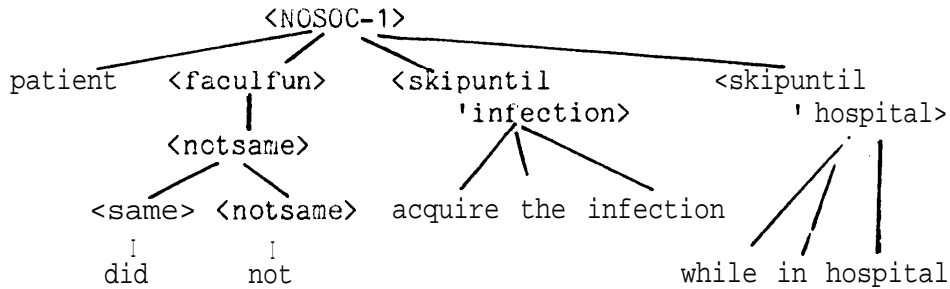 <NOSOC-1>
patient <faculfun> <skipuntil <skipuntil
'infection> 'hospital>
<notsame>
<same> <notsame> acquire the infection
did not while in hospital